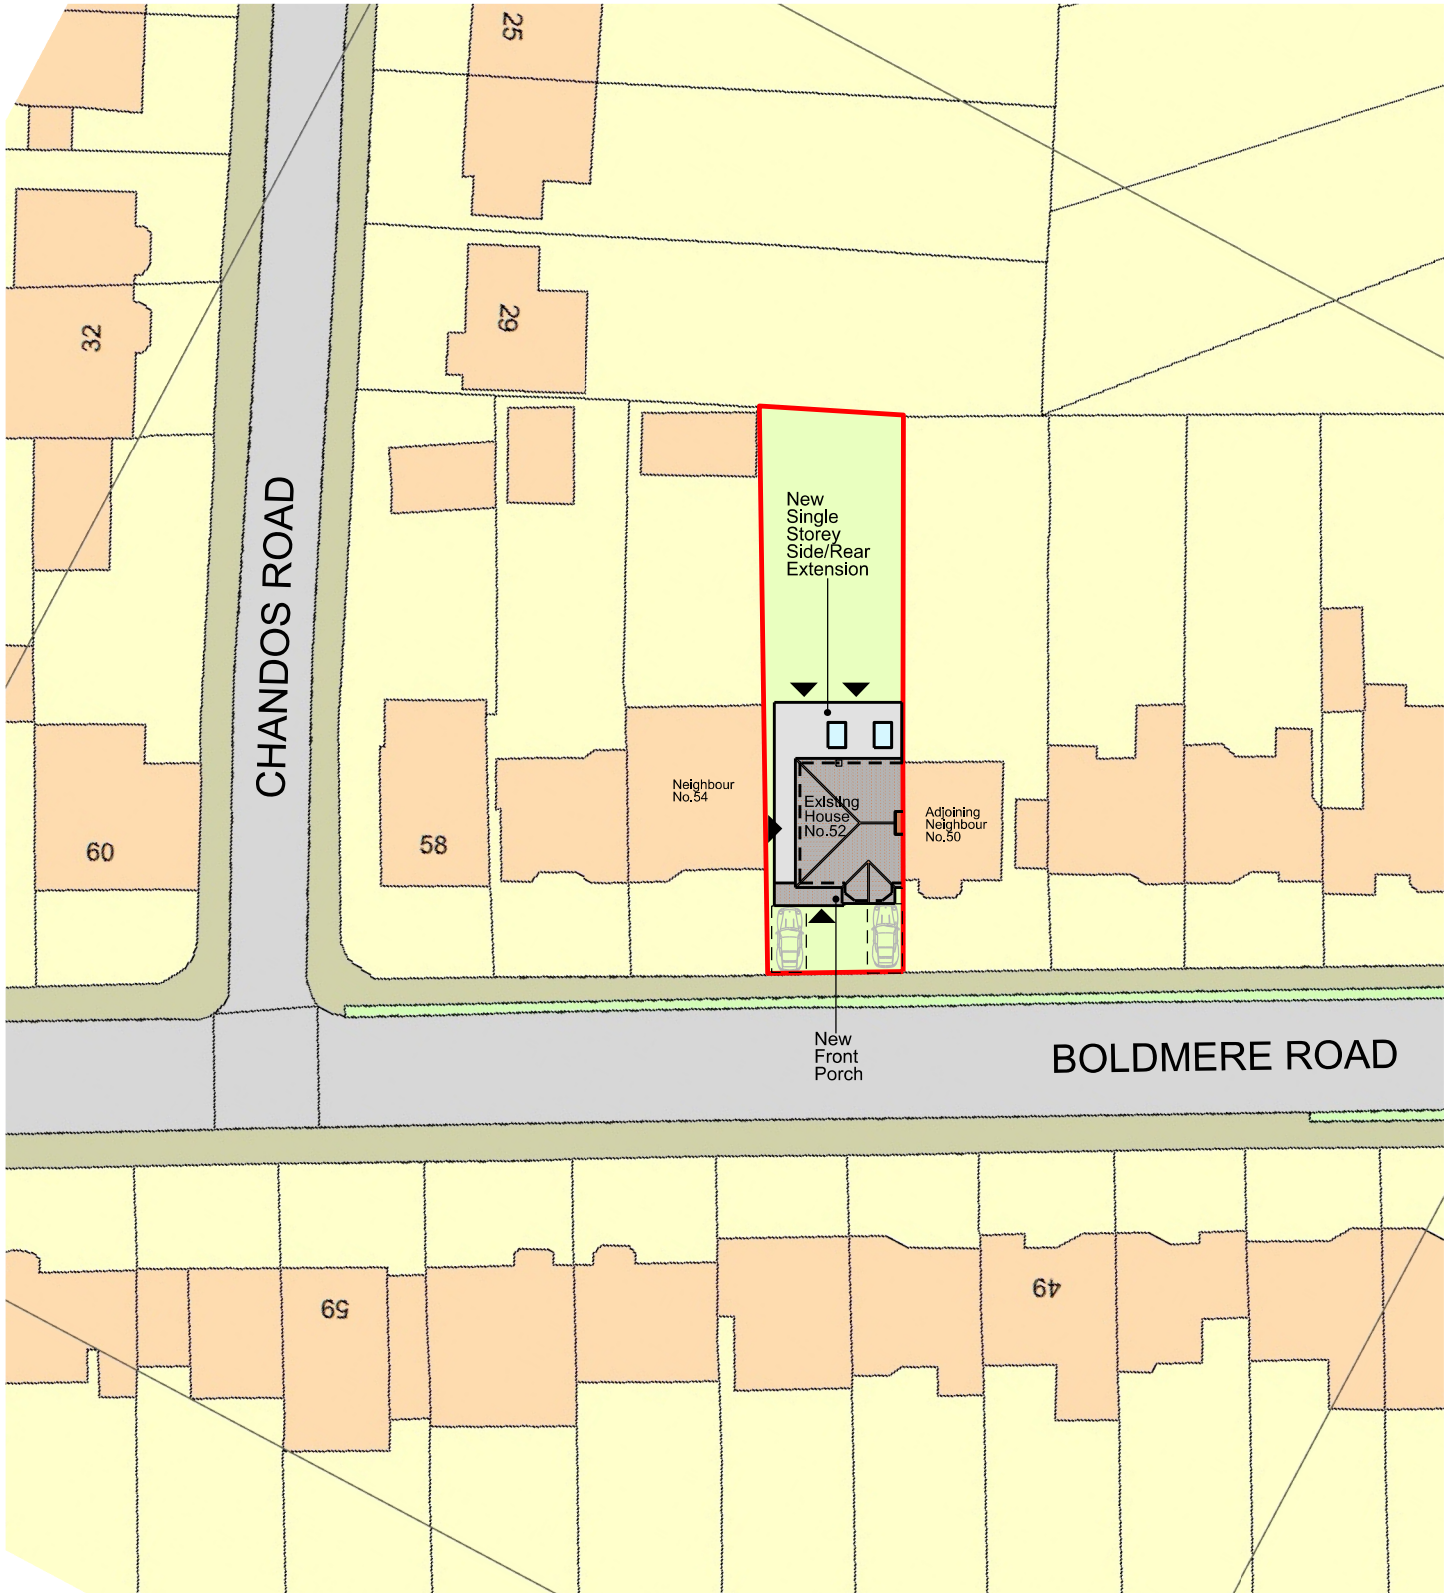 25
32
29
CHANDOS ROAD
New
Single
Storey
Side/Rear
Extension
Neighbour
No.54
Existing
House
No.52
Adjoining
Neighbour
No.50
60
58
New
Front
Porch
BOLDMERE ROAD
59
49